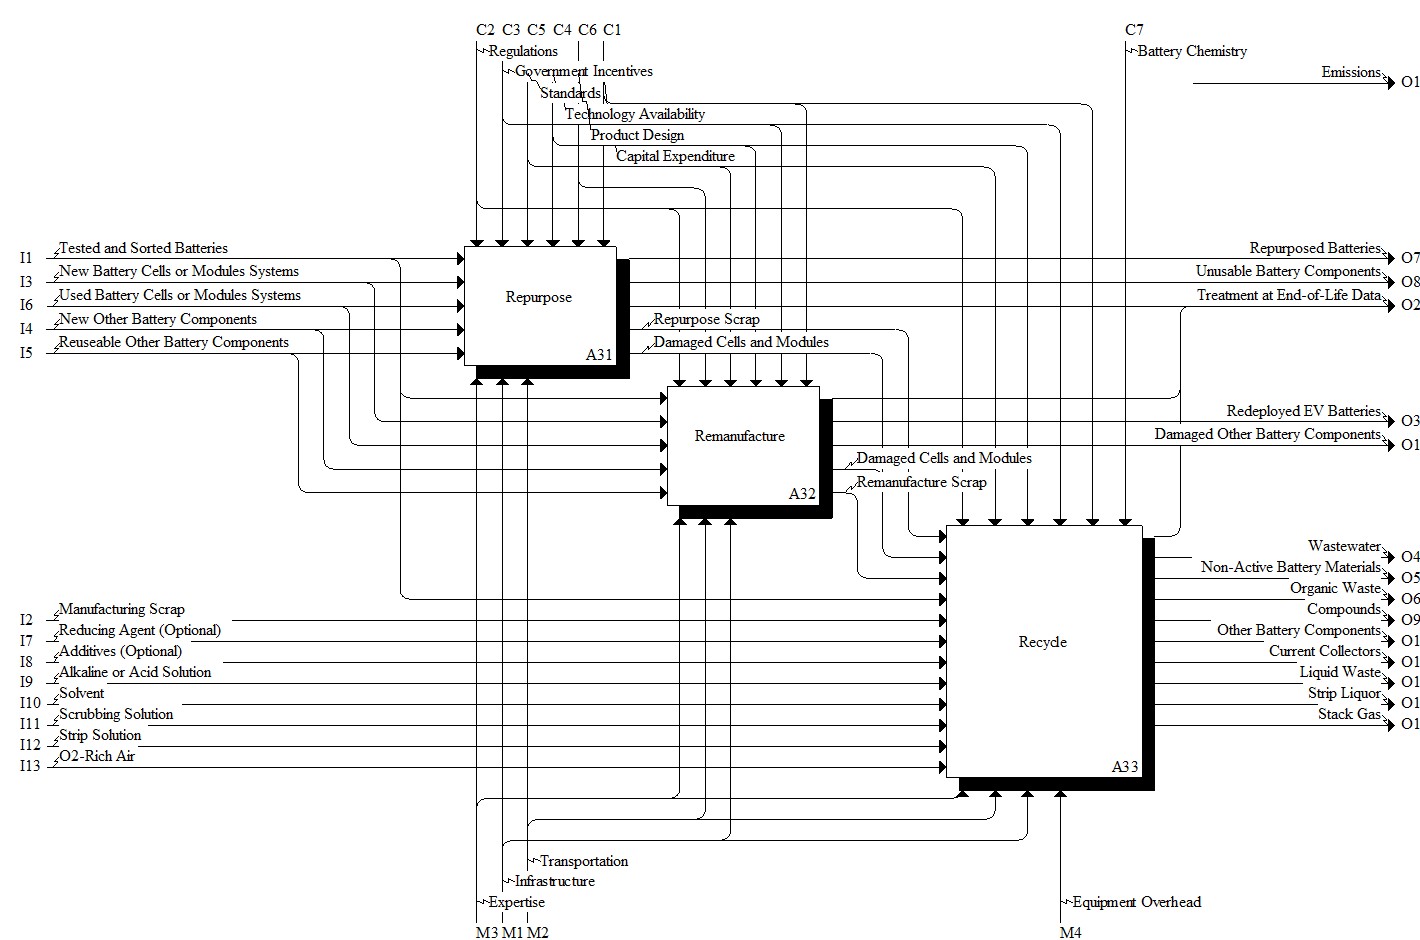 C2 C3 C5 C4 C6 C1
C7
Regulations
Battery Chemistry
Government Incentives
Emissions
O1
Standards
Technology Availability
Product Design
Capital Expenditure
I1 Tested and Sorted Batteries
Repurposed Batteries O7
I3 New Battery Cells or Modules Systems
Unusable Battery Components O8
I6 Used Battery Cells or Modules Systems
Repurpose
Treatment at End-of-Life Data O2
I4 New Other Battery Components
Repurpose Scrap
I5 Reuseable Other Battery Components
Damaged Cells and Modules
A31
Redeployed EV Batteries O3
Remanufacture
Damaged Other Battery Components O1
Damaged Cells and Modules
Remanufacture Scrap
A32
Wastewater O4
Non-Active Battery Materials O5
Organic Waste O6
I2 Manufacturing Scrap
Compounds O9
I7 Reducing Agent (Optional)
Recycle
Other Battery Components O1
I8 Additives (Optional)
Current Collectors O1
I9 Alkaline or Acid Solution
Liquid Waste O1
I10 Solvent
Strip Liquor O1
I11 Scrubbing Solution
Stack Gas O1
I12 Strip Solution
I13 O2-Rich Air
A33
Transportation
Infrastructure
Expertise
Equipment Overhead
M3 M1 M2
M4